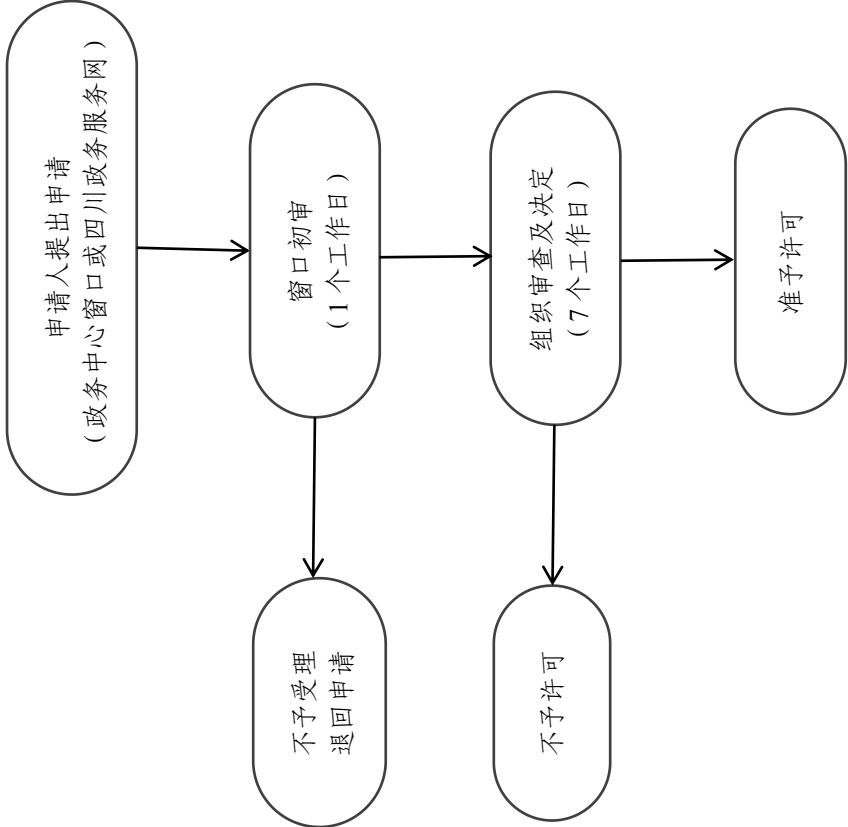 申请人提出申请
（政务中心窗口或四川政务服务网）
窗口初审
（1 个工作日）
不予受理
退回申请
组织审查及决定
（7 个工作日）
不予许可
准予许可